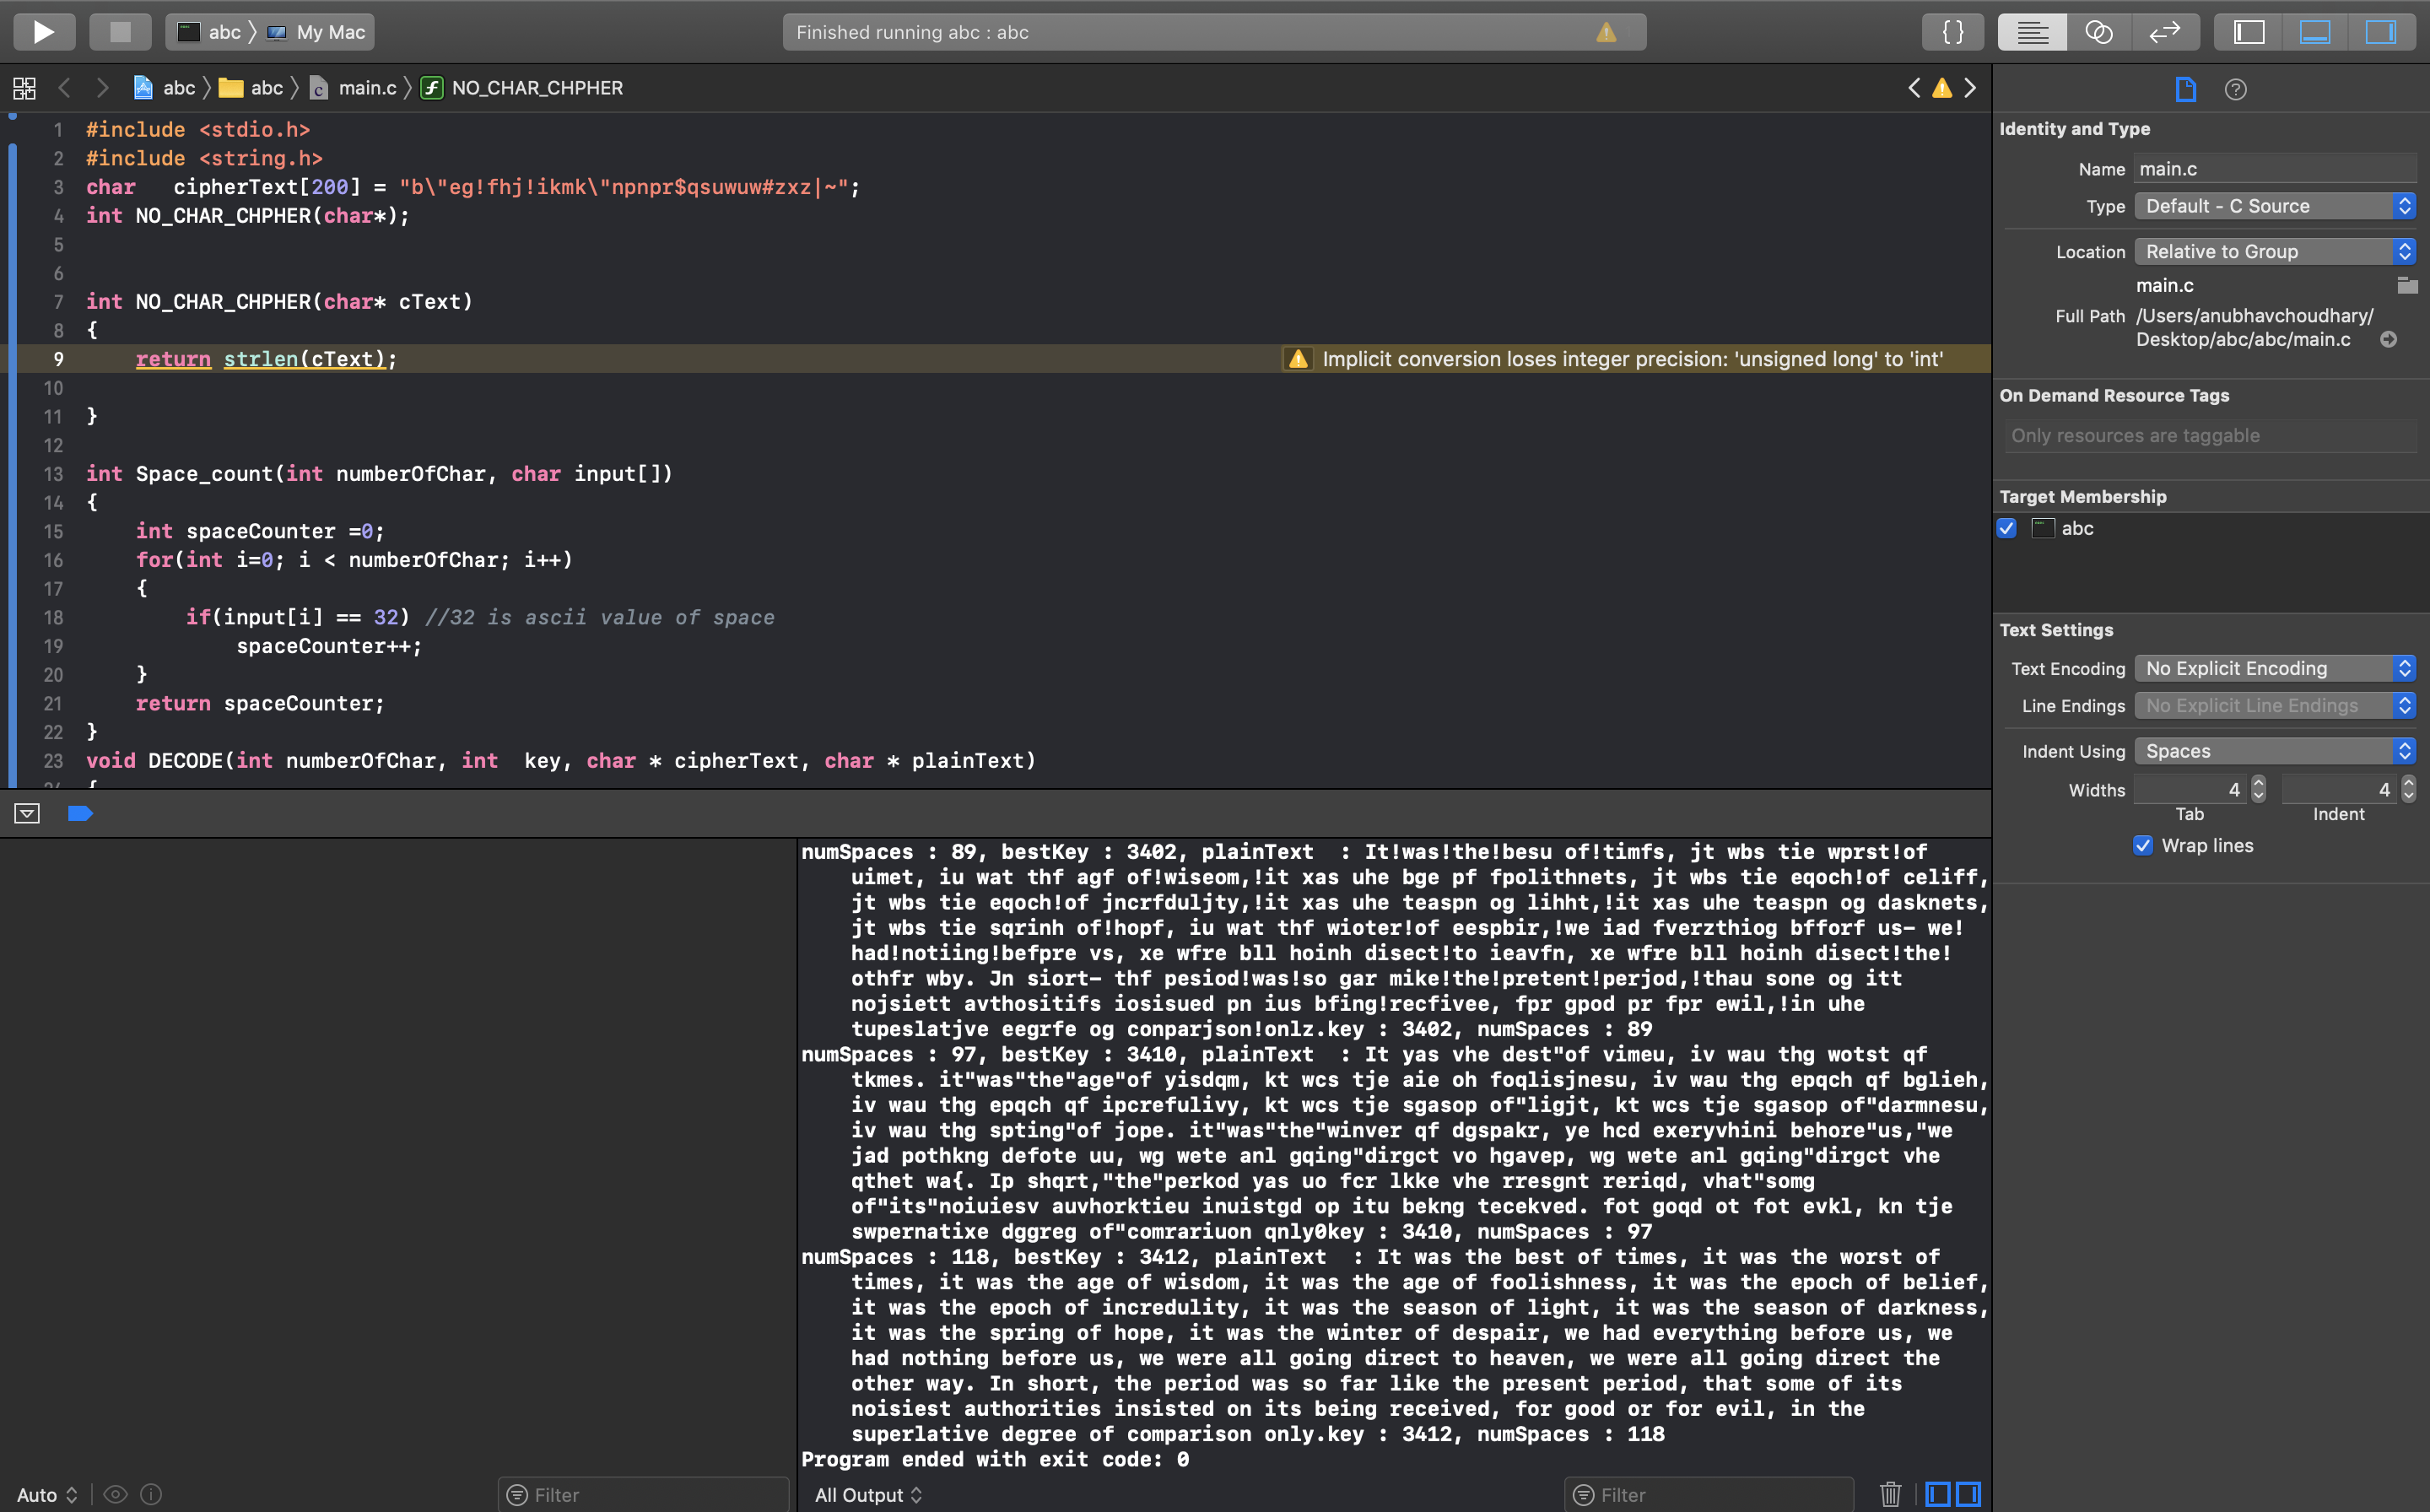 abc 〉 My Mac
Finished running abc : abc
{}
abc 〉 abc 〉 main.c 〉 NO_CHAR_CHPHER
1 #include <stdio.h>
2 #include <string.h>
3 char   cipherText[200] = "b\"eg!fhj!ikmk\"npnpr$qsuwuw#zxz|~";
4 int NO_CHAR_CHPHER(char*);
5
6
7 int NO_CHAR_CHPHER(char* cText)
8 {
9     return strlen(cText);    Implicit conversion loses integer precision: 'unsigned long' to 'int'
10
11 }
12
13 int Space_count(int numberOfChar, char input[])
14 {
15     int spaceCounter =0;
16     for(int i=0; i < numberOfChar; i++)
17     {
18         if(input[i] == 32) //32 is ascii value of space
19             spaceCounter++;
20     }
21     return spaceCounter;
22 }
23 void DECODE(int numberOfChar, int  key, char * cipherText, char * plainText)
numSpaces : 89, bestKey : 3402, plainText  : It!was!the!besu of!timfs, jt wbs tie wprst!of
uimet, iu wat thf agf of!wiseom,!it xas uhe bge pf fpolithnets, jt wbs tie eqoch!of celiff,
jt wbs tie eqoch!of jncrfduljty,!it xas uhe teaspn og lihht,!it xas uhe teaspn og dasknets,
jt wbs tie sqrinh of!hopf, iu wat thf wioter!of eespbir,!we iad fverzthiog bfforf us- we!
had!notiing!befpre vs, xe wfre bll hoinh disect!to ieavfn, xe wfre bll hoinh disect!the!
othfr wby. Jn siort- thf pesiod!was!so gar mike!the!pretent!perjod,!thau sone og itt
nojsiett avthositifs iosisued pn ius bfing!recfivee, fpr gpod pr fpr ewil,!in uhe
tupeslatjve eegrfe og conparjson!onlz.key : 3402, numSpaces : 89
numSpaces : 97, bestKey : 3410, plainText  : It yas vhe dest"of vimeu, iv wau thg wotst qf
tkmes. it"was"the"age"of yisdqm, kt wcs tje aie oh foqlisjnesu, iv wau thg epqch qf bglieh,
iv wau thg epqch qf ipcrefulivy, kt wcs tje sgasop of"ligjt, kt wcs tje sgasop of"darmnesu,
iv wau thg spting"of jope. it"was"the"winver qf dgspakr, ye hcd exeryvhini behore"us,"we
jad pothkng defote uu, wg wete anl gqing"dirgct vo hgavep, wg wete anl gqing"dirgct vhe
qthet wa{. Ip shqrt,"the"perkod yas uo fcr lkke vhe rresgnt reriqd, vhat"somg
of"its"noiuiesv auvhorktieu inuistgd op itu bekng tecekved. fot goqd ot fot evkl, kn tje
swpernatixe dggreg of"comrariuon qnly0key : 3410, numSpaces : 97
numSpaces : 118, bestKey : 3412, plainText  : It was the best of times, it was the worst of
times, it was the age of wisdom, it was the age of foolishness, it was the epoch of belief,
it was the epoch of incredulity, it was the season of light, it was the season of darkness,
it was the spring of hope, it was the winter of despair, we had everything before us, we
had nothing before us, we were all going direct to heaven, we were all going direct the
other way. In short, the period was so far like the present period, that some of its
noisiest authorities insisted on its being received, for good or for evil, in the
superlative degree of comparison only.key : 3412, numSpaces : 118
Program ended with exit code: 0
Auto
Filter
All Output
Filter
Identity and Type
Name main.c
Type Default - C Source
Location Relative to Group
main.c
Full Path /Users/anubhavchoudhary/
Desktop/abc/abc/main.c
On Demand Resource Tags
Only resources are taggable
Target Membership
abc
Text Settings
Text Encoding No Explicit Encoding
Line Endings No Explicit Line Endings
Indent Using Spaces
Widths 4 4
Tab Indent
Wrap lines